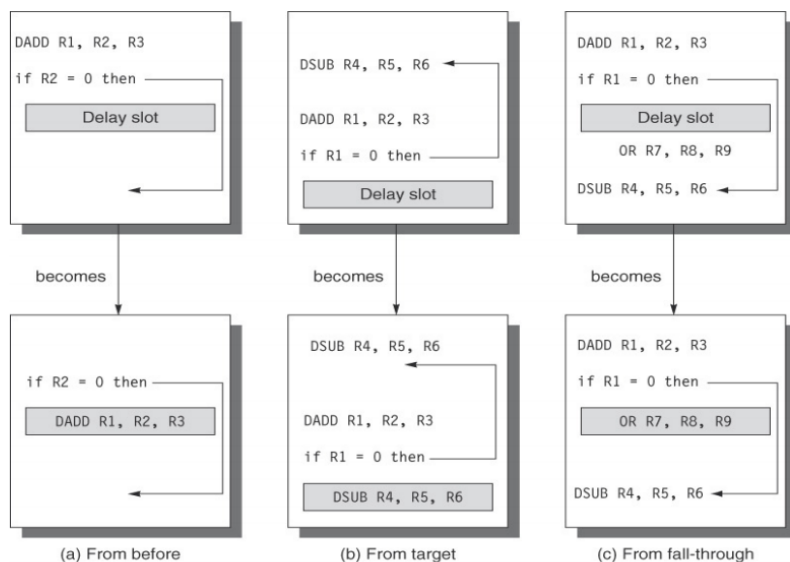 DADD R1, R2, R3
if R2 = 0 then
Delay slot
becomes
if R2 = 0 then
DADD R1, R2, R3
(a) From before
DSUB R4, R5, R6
DADD R1, R2, R3
if R1 = 0 then
Delay slot
becomes
DSUB R4, R5, R6
DADD R1, R2, R3
if R1 = 0 then
DSUB R4, R5, R6
(b) From target
DADD R1, R2, R3
if R1 = 0 then
Delay slot
OR R7, R8, R9
DSUB R4, R5, R6
becomes
DADD R1, R2, R3
if R1 = 0 then
OR R7, R8, R9
DSUB R4, R5, R6
(c) From fall-through